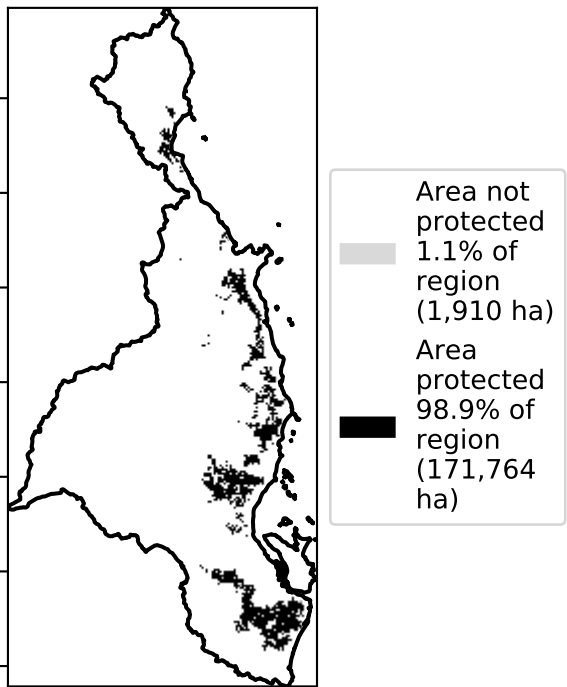 Area not
protected
1.1% of
region
(1,910 ha)
Area
protected
98.9% of
region
(171,764
ha)